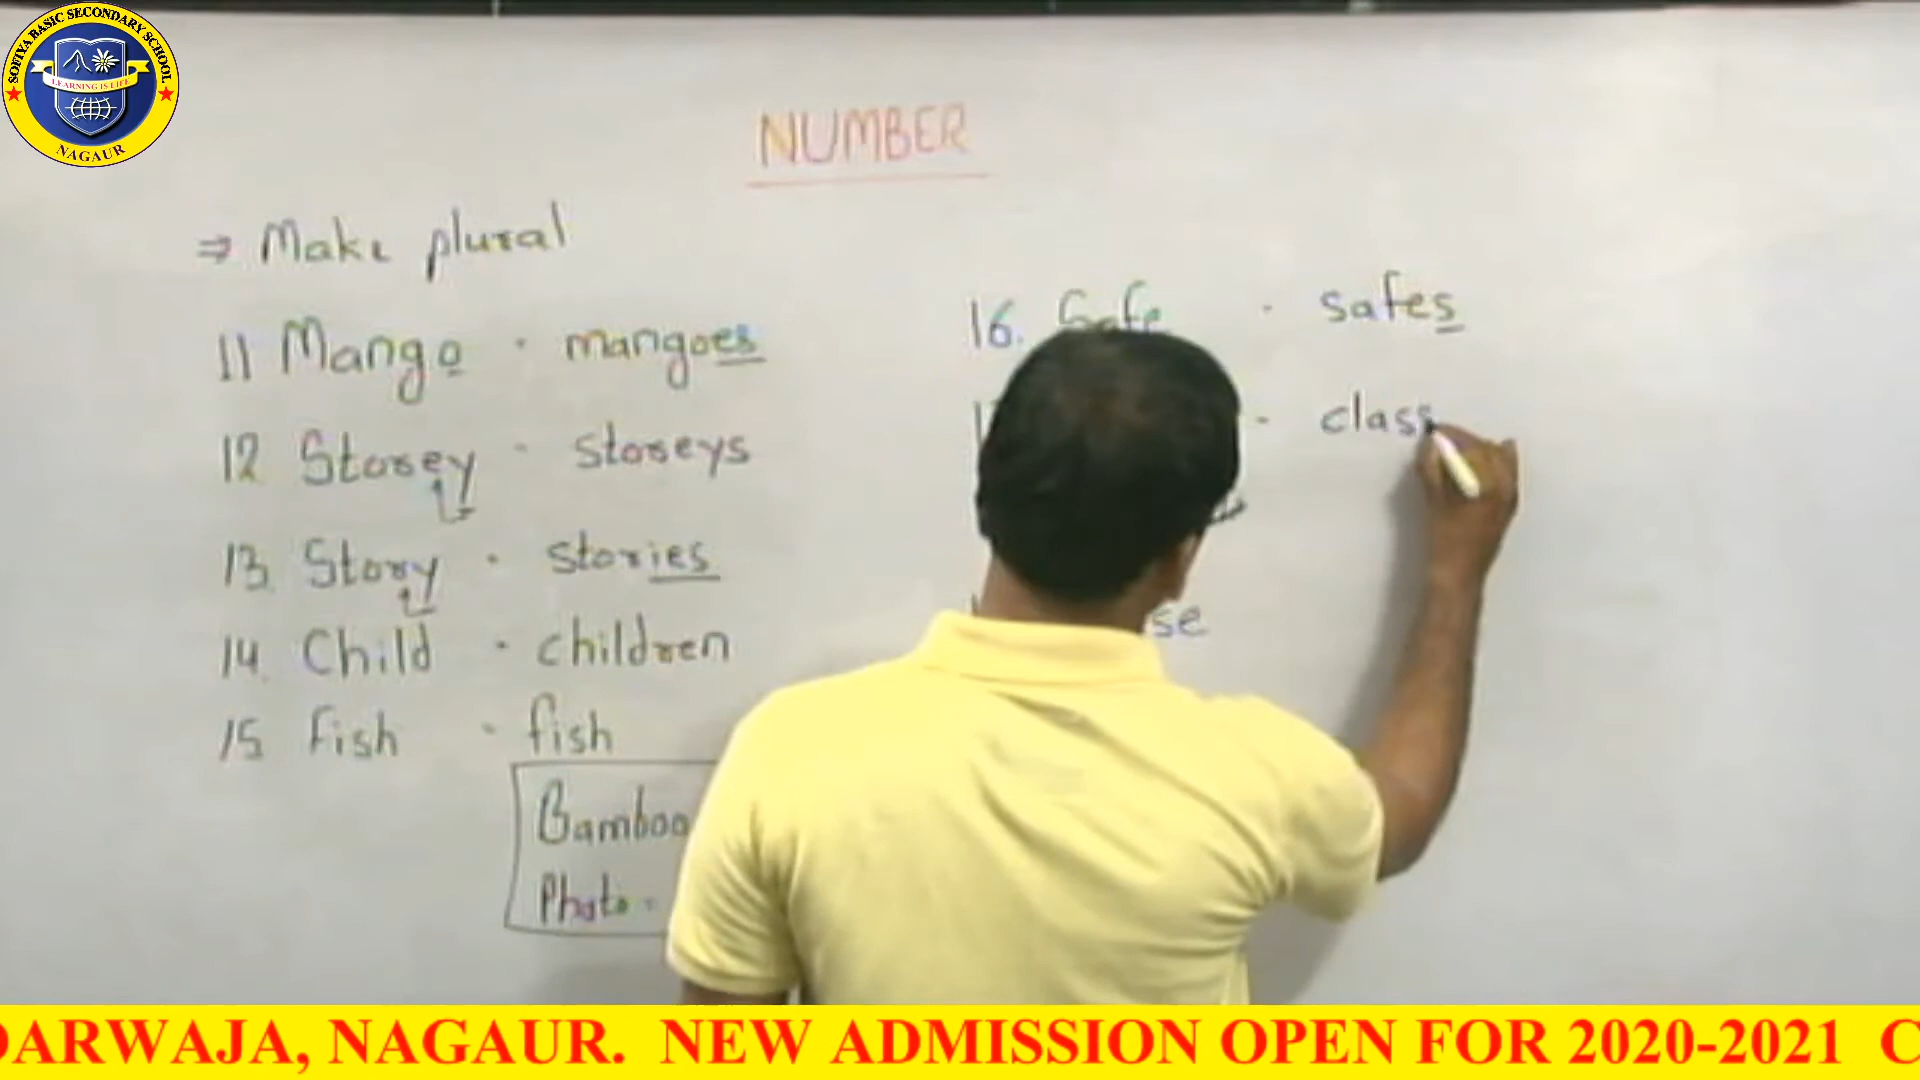 SOFIYA BASIC SECONDARY SCHOOL
LEARNING IS LIFE
NAGAUR
NUMBER
⇒ Make plural
11 Mango · mangoes
12 Storey · storeys
13 Story · stories
14. Child · children
15 Fish · fish
Bamboo
Photo -
16. Safe · safes
- class
DARWAJA, NAGAUR. NEW ADMISSION OPEN FOR 2020-2021 C